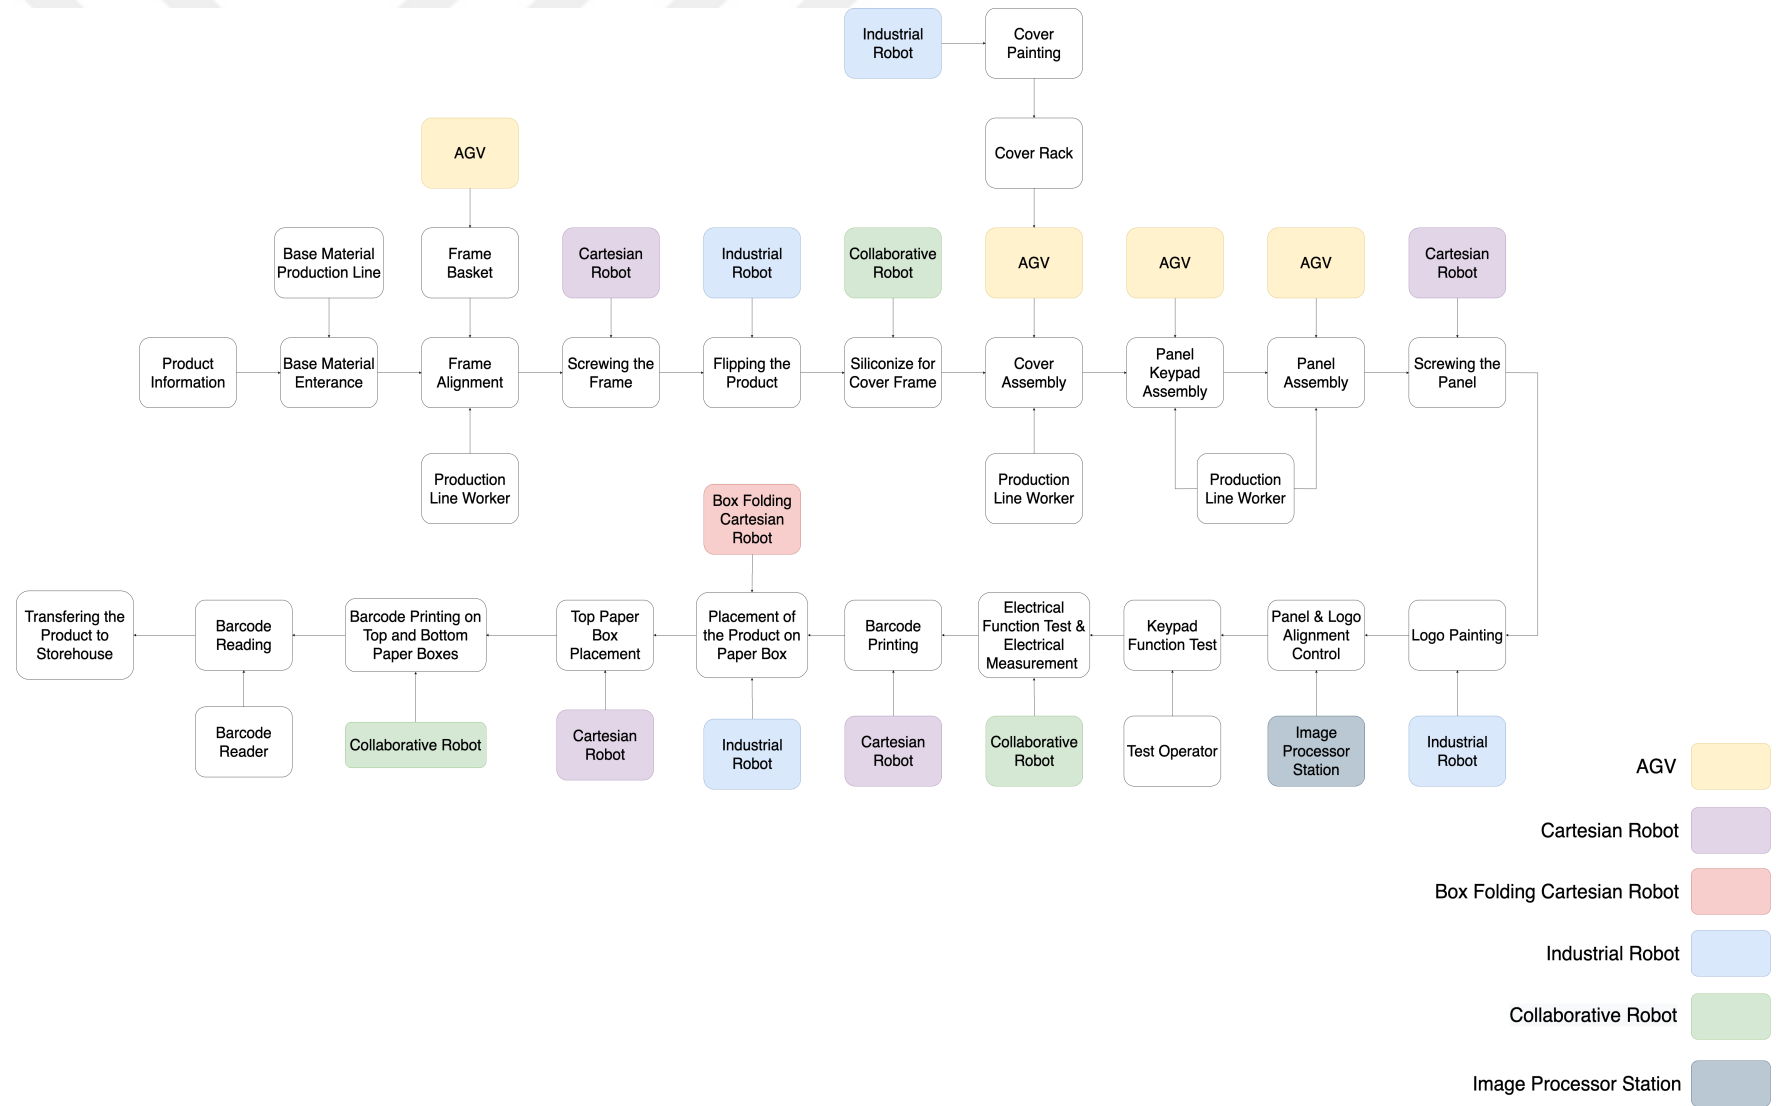 Industrial
Robot
Cover
Painting
AGV
Cover Rack
Base Material
Production Line
Frame
Basket
Cartesian
Robot
Industrial
Robot
Collaborative
Robot
AGV
AGV
AGV
Cartesian
Robot
Product
Information
Base Material
Enterance
Frame
Alignment
Screwing the
Frame
Flipping the
Product
Siliconize for
Cover Frame
Cover
Assembly
Panel
Keypad
Assembly
Panel
Assembly
Screwing the
Panel
Production
Line Worker
Box Folding
Cartesian
Robot
Production
Line Worker
Production
Line Worker
Transfering the
Product to
Storehouse
Barcode
Reading
Barcode Printing on
Top and Bottom
Paper Boxes
Top Paper
Box
Placement
Placement of
the Product on
Paper Box
Barcode
Printing
Electrical
Function Test &
Electrical
Measurement
Keypad
Function Test
Panel & Logo
Alignment
Control
Logo Painting
Barcode
Reader
Collaborative Robot
Cartesian
Robot
Industrial
Robot
Cartesian
Robot
Collaborative
Robot
Test Operator
Image
Processor
Station
Industrial
Robot
AGV
Cartesian Robot
Box Folding Cartesian Robot
Industrial Robot
Collaborative Robot
Image Processor Station